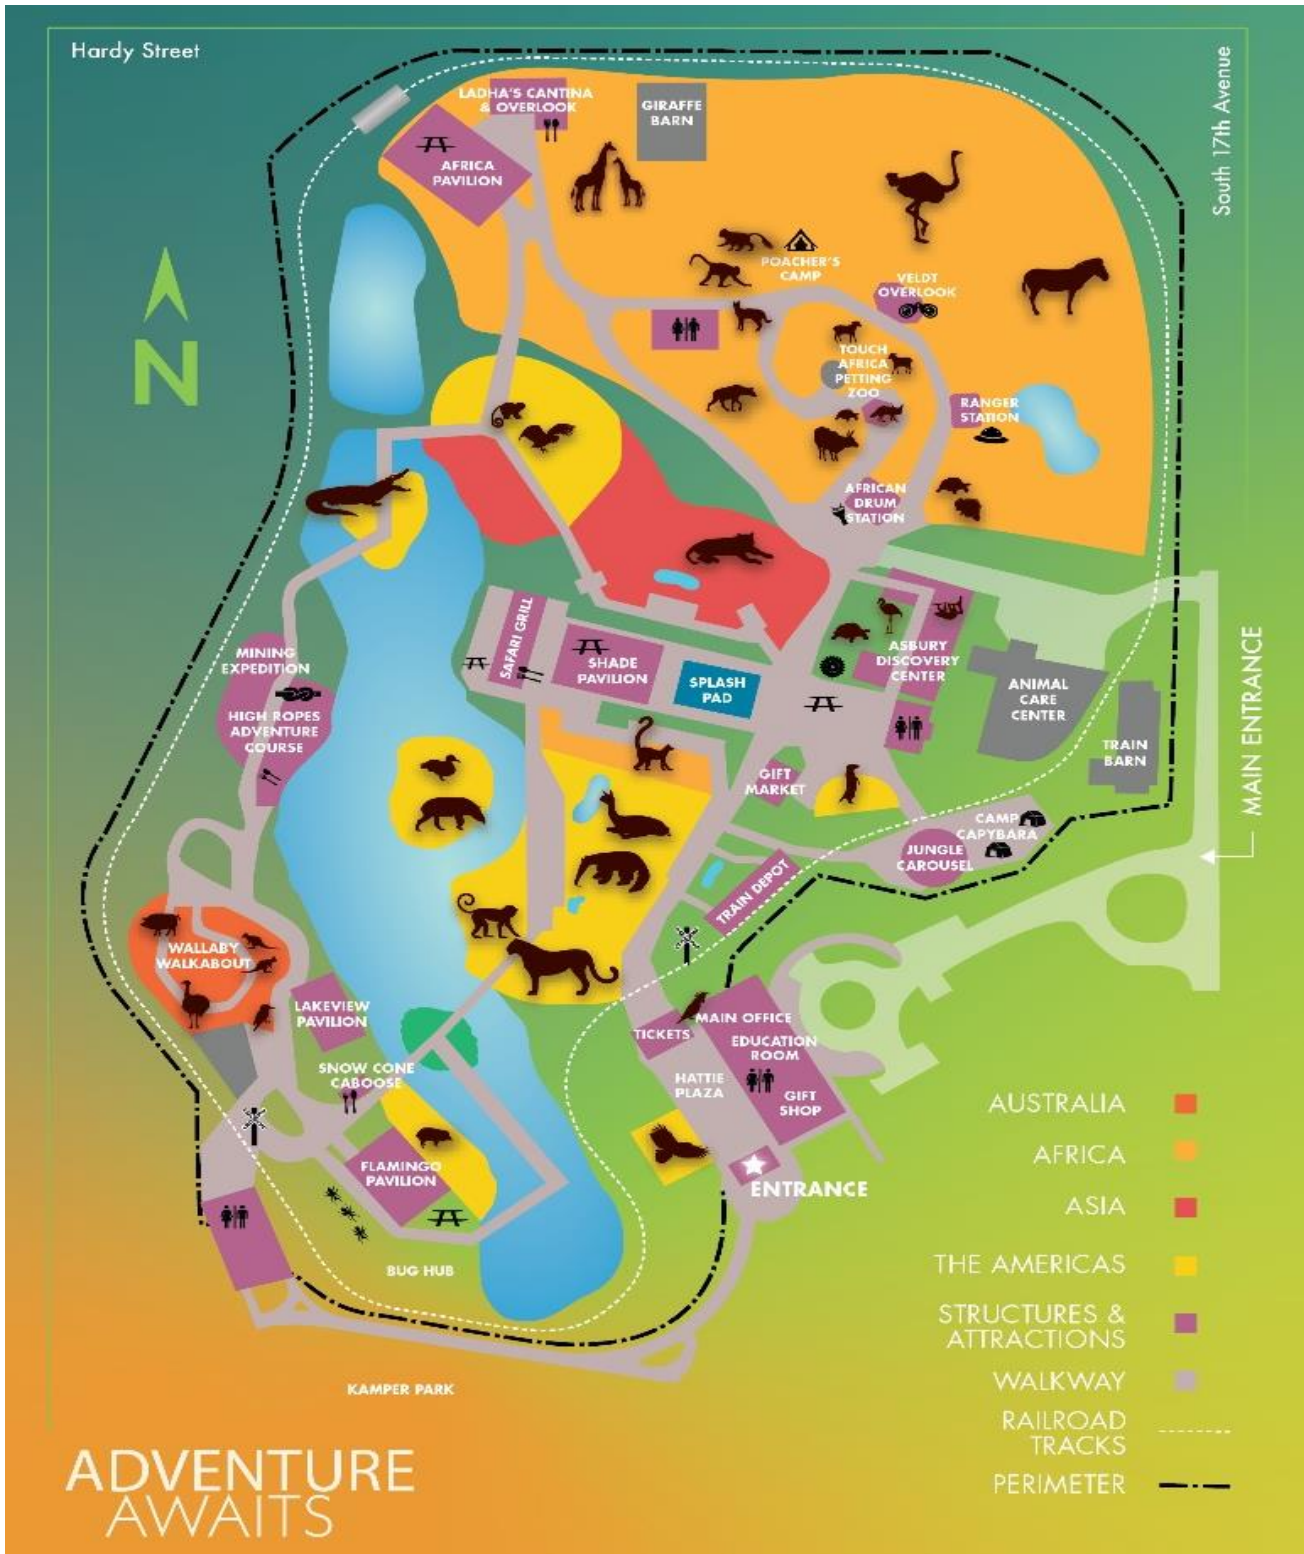 Hardy Street
South 17th Avenue
LADHA'S CANTINA
& OVERLOOK
GIRAFFE
BARN
AFRICA
PAVILION
POACHER'S
CAMP
VELDT
OVERLOOK
TOUCH
AFRICA
PETTING
ZOO
RANGER
STATION
N
AFRICAN
DRUM
STATION
SAFARI GRILL
MINING
EXPEDITION
SHADE
PAVILION
SPLASH
PAD
ASBURY
DISCOVERY
CENTER
ANIMAL
CARE
CENTER
MAIN ENTRANCE
HIGH ROPES
ADVENTURE
COURSE
TRAIN
BARN
GIFT
MARKET
CAMP
CAPYBARA
JUNGLE
CAROUSEL
TRAIN DEPOT
WALLABY
WALKABOUT
LAKEVIEW
PAVILION
TICKETS
MAIN OFFICE
EDUCATION
ROOM
SNOW CONE
CABOOSE
HATTIE
PLAZA
GIFT
SHOP
FLAMINGO
PAVILION
ENTRANCE
BUG HUB
KAMPER PARK
AUSTRALIA
AFRICA
ASIA
THE AMERICAS
STRUCTURES &
ATTRACTIONS
WALKWAY
RAILROAD
TRACKS
PERIMETER
ADVENTURE
AWAITS